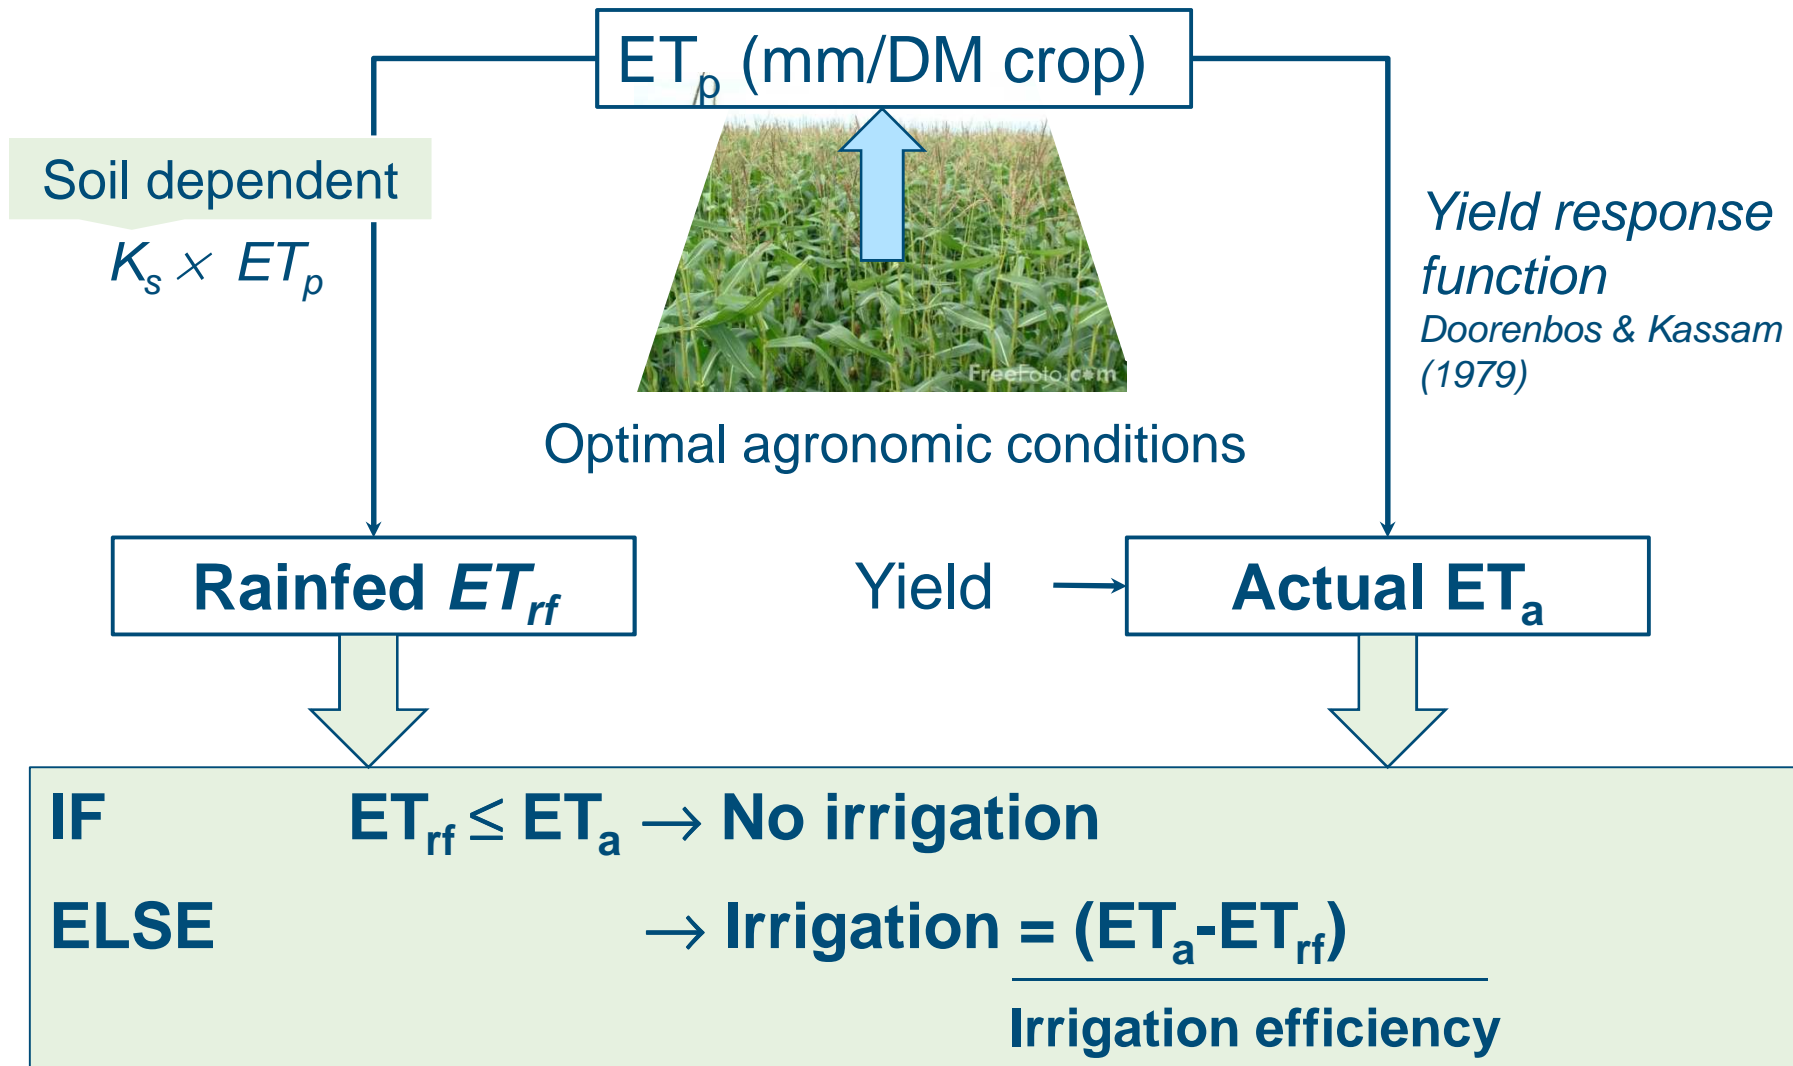 ETp (mm/DM crop)
Soil dependent
Ks × ETp
Yield response
function
Doorenbos & Kassam
(1979)
FreeFoto.com
Optimal agronomic conditions
Rainfed ETrf
Yield
Actual ETa
IF ETrf ≤ ETa → No irrigation
ELSE → Irrigation = (ETa-ETrf)
Irrigation efficiency